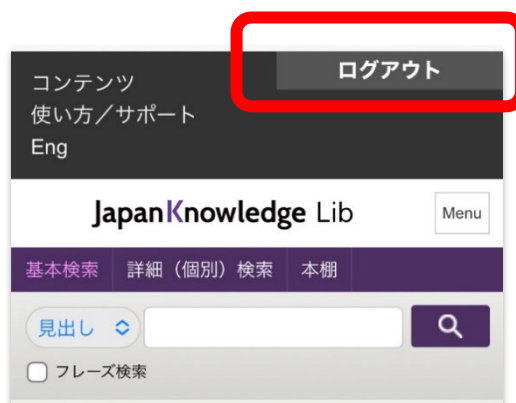 ログアウト
コンテンツ
使い方／サポート
Eng
JapanKnowledge Lib
Menu
基本検索 詳細（個別）検索 本棚
見出し
フレーズ検索